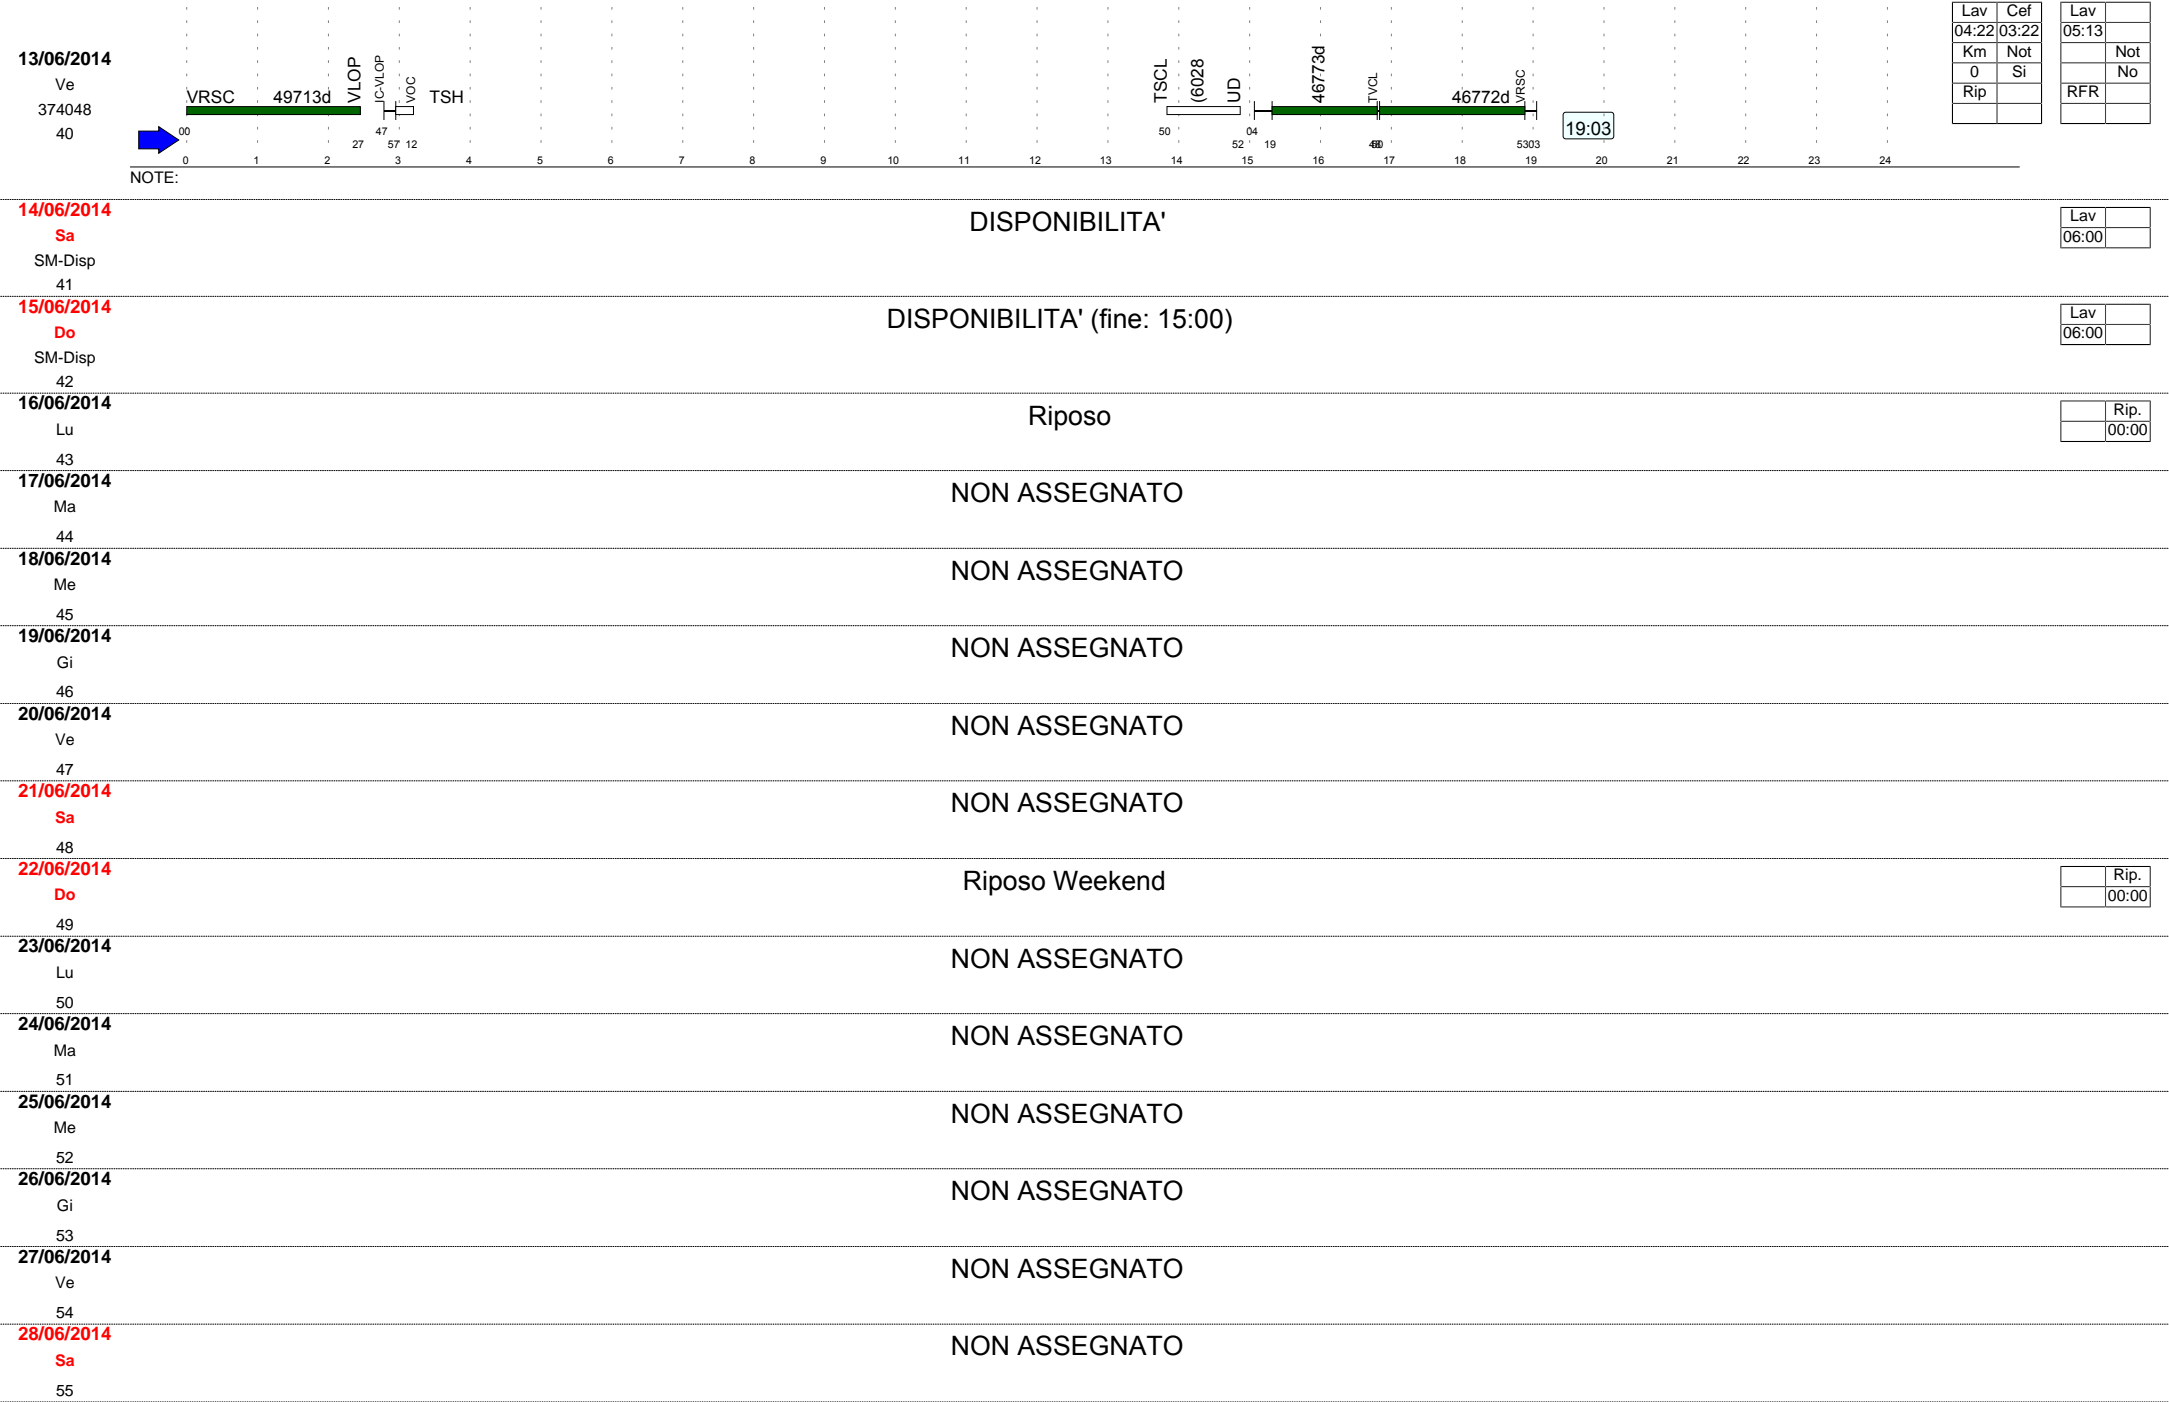 13/06/2014
Ve
374048
40
VRSC 49713d VLOP IC-VLOP VOC TSH TSCL (6028 UD 46773d TVCL 46772d VRSC
00 27 47 57 12 50 52 04 19 53 03
19:03
0 1 2 3 4 5 6 7 8 9 10 11 12 13 14 15 16 17 18 19 20 21 22 23 24
Lav Cef Lav
04:22 03:22 05:13
Km Not Not
0 Si No
Rip RFR
NOTE:
14/06/2014
Sa
SM-Disp
41
DISPONIBILITA'
Lav
06:00
15/06/2014
Do
SM-Disp
42
DISPONIBILITA' (fine: 15:00)
Lav
06:00
16/06/2014
Lu
43
Riposo
Rip.
00:00
17/06/2014
Ma
44
NON ASSEGNATO
18/06/2014
Me
45
NON ASSEGNATO
19/06/2014
Gi
46
NON ASSEGNATO
20/06/2014
Ve
47
NON ASSEGNATO
21/06/2014
Sa
48
NON ASSEGNATO
22/06/2014
Do
49
Riposo Weekend
Rip.
00:00
23/06/2014
Lu
50
NON ASSEGNATO
24/06/2014
Ma
51
NON ASSEGNATO
25/06/2014
Me
52
NON ASSEGNATO
26/06/2014
Gi
53
NON ASSEGNATO
27/06/2014
Ve
54
NON ASSEGNATO
28/06/2014
Sa
55
NON ASSEGNATO